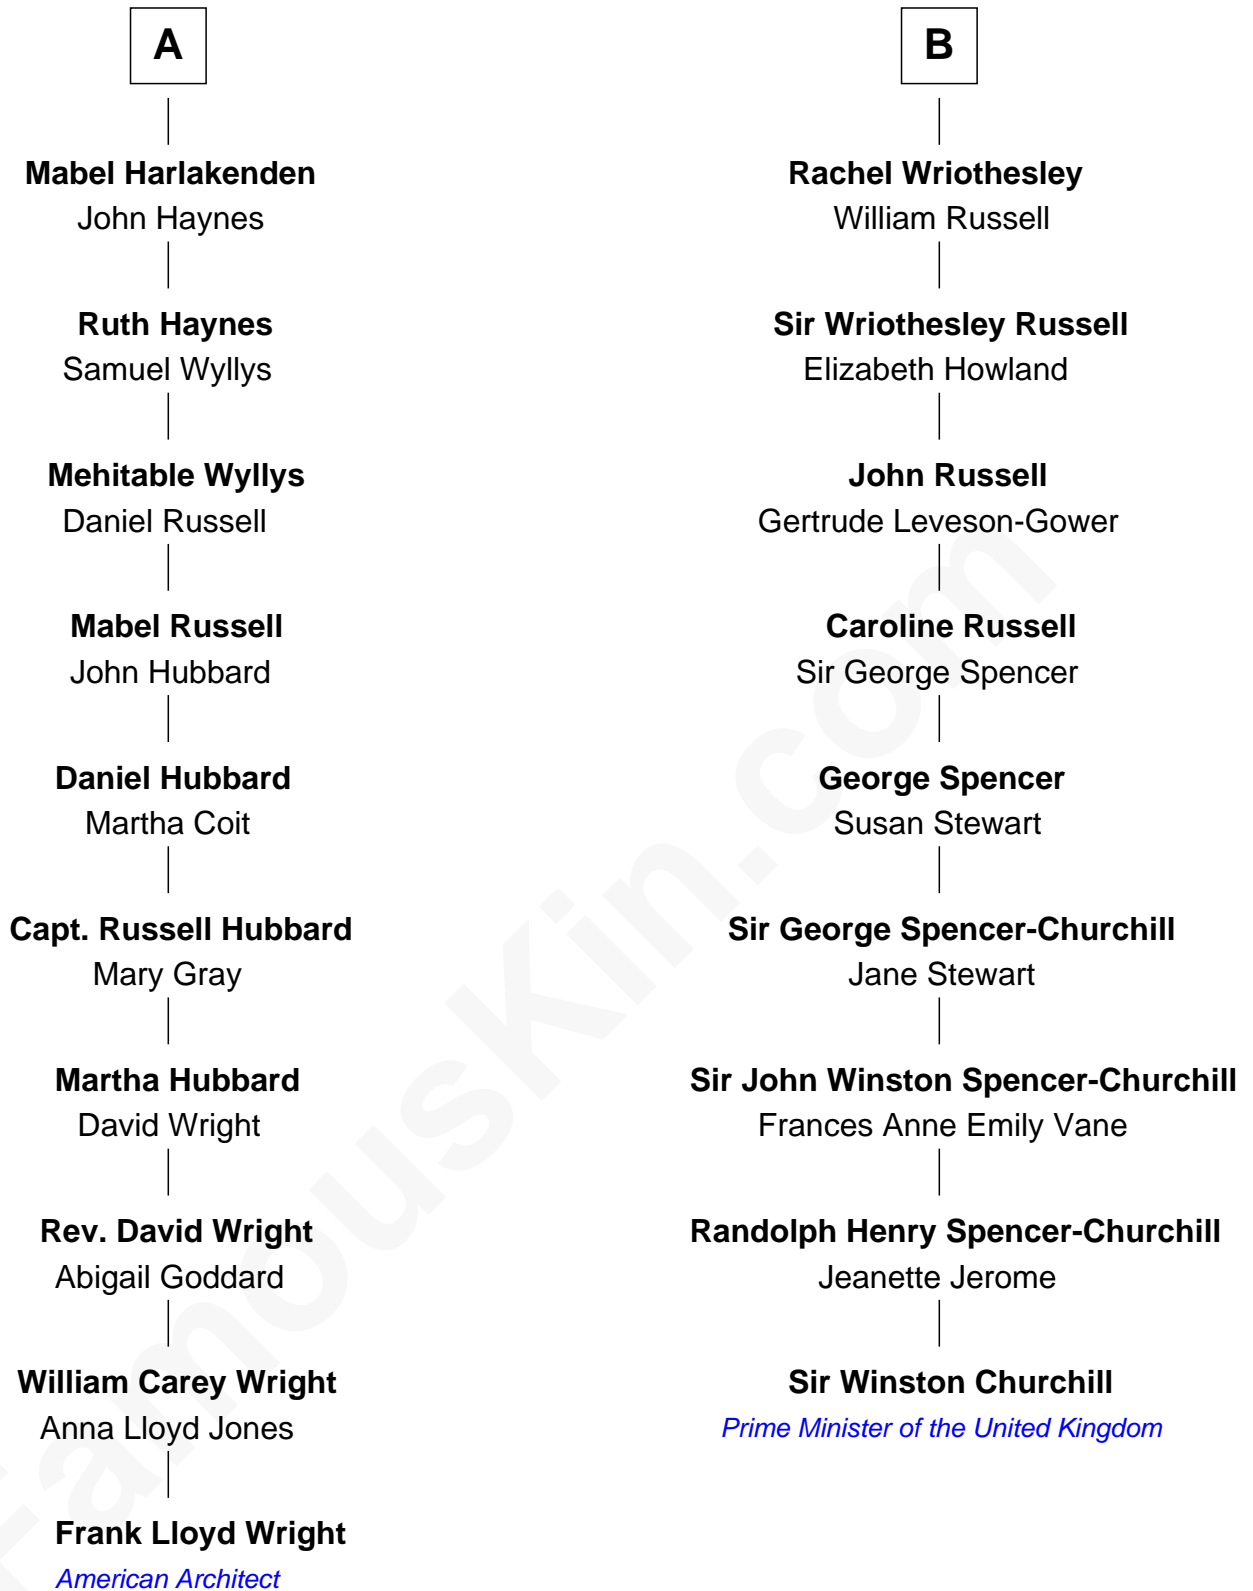 A
Mabel Harlakenden
John Haynes
Ruth Haynes
Samuel Wyllys
Mehitable Wyllys
Daniel Russell
Mabel Russell
John Hubbard
Daniel Hubbard
Martha Coit
Capt. Russell Hubbard
Mary Gray
Martha Hubbard
David Wright
Rev. David Wright
Abigail Goddard
William Carey Wright
Anna Lloyd Jones
Frank Lloyd Wright
American Architect
B
Rachel Wriothesley
William Russell
Sir Wriothesley Russell
Elizabeth Howland
John Russell
Gertrude Leveson-Gower
Caroline Russell
Sir George Spencer
George Spencer
Susan Stewart
Sir George Spencer-Churchill
Jane Stewart
Sir John Winston Spencer-Churchill
Frances Anne Emily Vane
Randolph Henry Spencer-Churchill
Jeanette Jerome
Sir Winston Churchill
Prime Minister of the United Kingdom
FamousKin.com